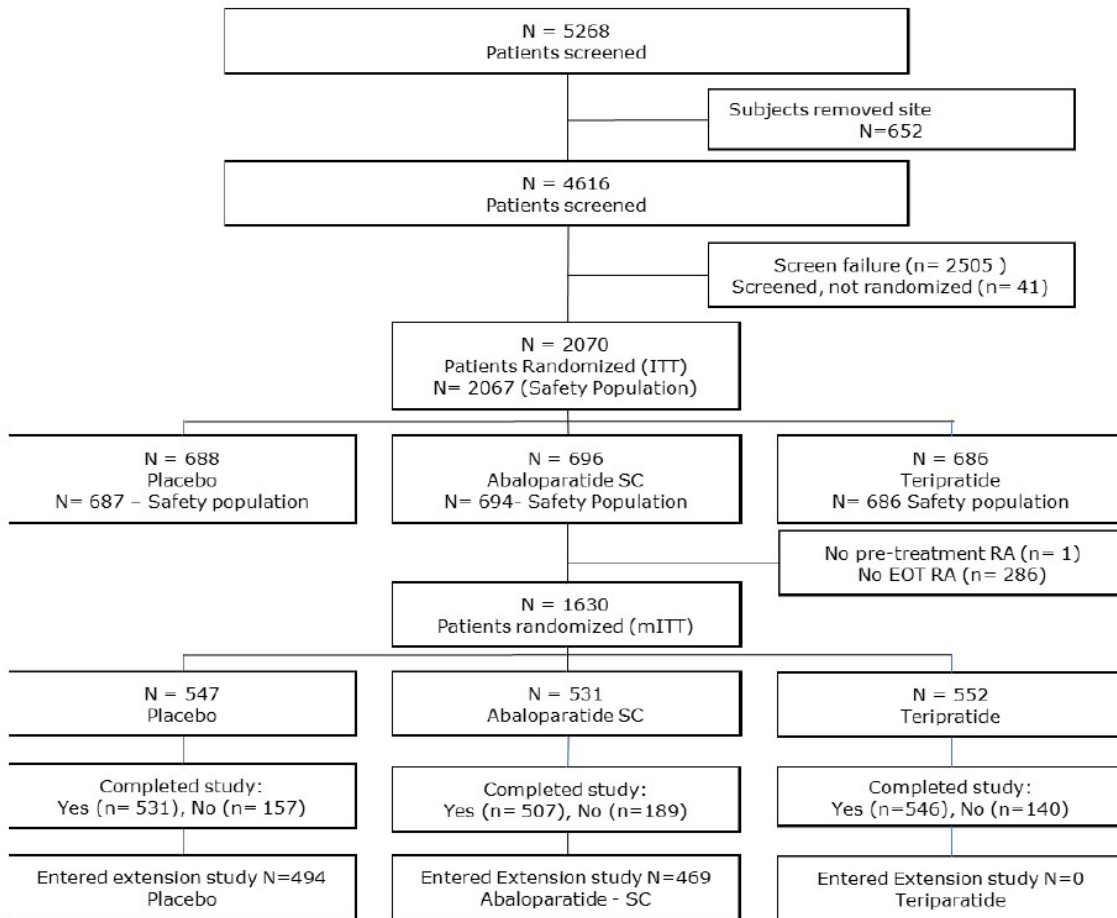 N = 5268
Patients screened
Subjects removed site
N=652
N = 4616
Patients screened
Screen failure (n= 2505 )
Screened, not randomized (n= 41)
N = 2070
Patients Randomized (ITT)
N= 2067 (Safety Population)
N = 688
Placebo
N= 687 – Safety population
N = 696
Abaloparatide SC
N= 694- Safety Population
N = 686
Teripratide
N= 686 Safety population
No pre-treatment RA (n= 1)
No EOT RA (n= 286)
N = 1630
Patients randomized (mITT)
N = 547
Placebo
N = 531
Abaloparatide SC
N = 552
Teripratide
Completed study:
Yes (n= 531), No (n= 157)
Completed study:
Yes (n= 507), No (n=189)
Completed study:
Yes (n=546), No (n=140)
Entered extension study N=494
Placebo
Entered Extension study N=469
Abaloparatide - SC
Entered Extension study N=0
Teriparatide